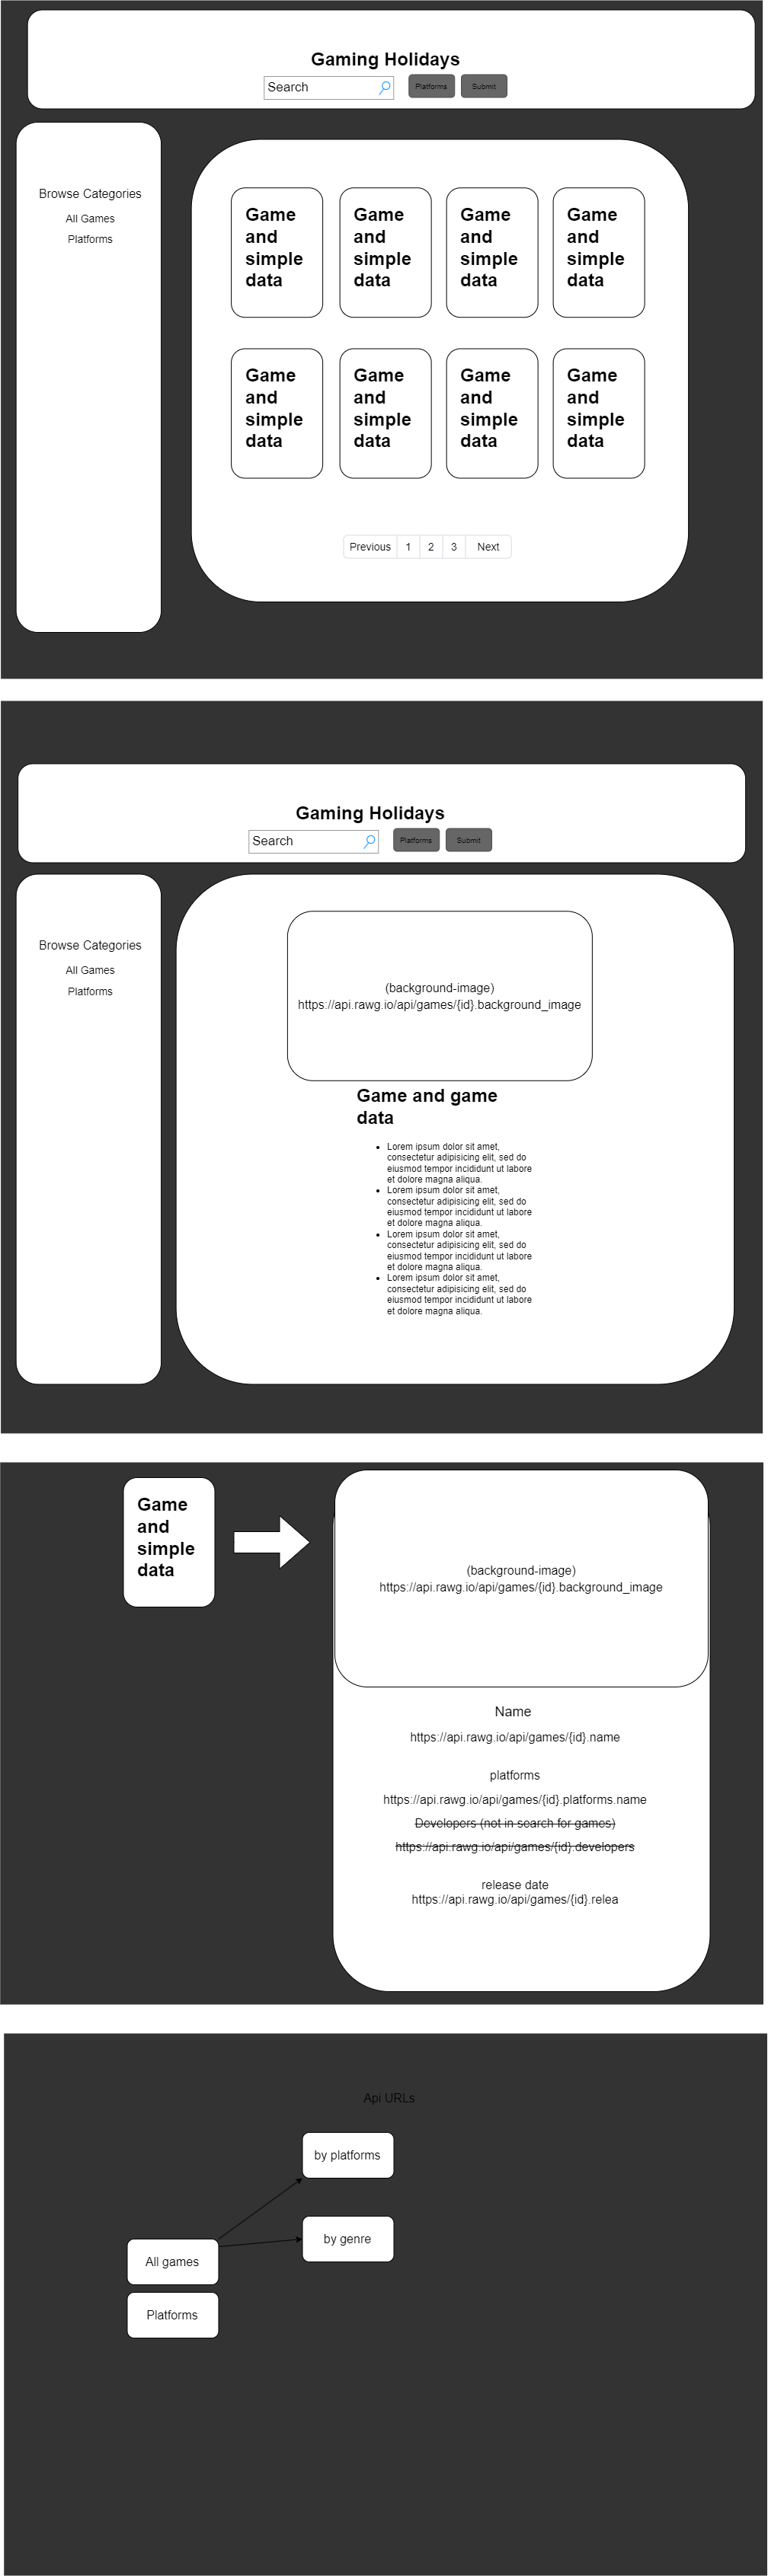 Gaming Holidays
Search
Platforms
Submit
Browse Categories
All Games
Platforms
Game
and
simple
data
Game
and
simple
data
Game
and
simple
data
Game
and
simple
data
Game
and
simple
data
Game
and
simple
data
Game
and
simple
data
Game
and
simple
data
Previous 1 2 3 Next
Gaming Holidays
Search
Platforms
Submit
Browse Categories
All Games
Platforms
(background-image)
https://api.rawg.io/api/games/{id}.background_image
Game and game
data
• Lorem ipsum dolor sit amet,
consectetur adipisicing elit, sed do
eiusmod tempor incididunt ut labore
et dolore magna aliqua.
• Lorem ipsum dolor sit amet,
consectetur adipisicing elit, sed do
eiusmod tempor incididunt ut labore
et dolore magna aliqua.
• Lorem ipsum dolor sit amet,
consectetur adipisicing elit, sed do
eiusmod tempor incididunt ut labore
et dolore magna aliqua.
• Lorem ipsum dolor sit amet,
consectetur adipisicing elit, sed do
eiusmod tempor incididunt ut labore
et dolore magna aliqua.
Game
and
simple
data
(background-image)
https://api.rawg.io/api/games/{id}.background_image
Name
https://api.rawg.io/api/games/{id}.name
platforms
https://api.rawg.io/api/games/{id}.platforms.name
Developers (not in search for games)
https://api.rawg.io/api/games/{id}.developers
release date
https://api.rawg.io/api/games/{id}.relea
Api URLs
by platforms
by genre
All games
Platforms